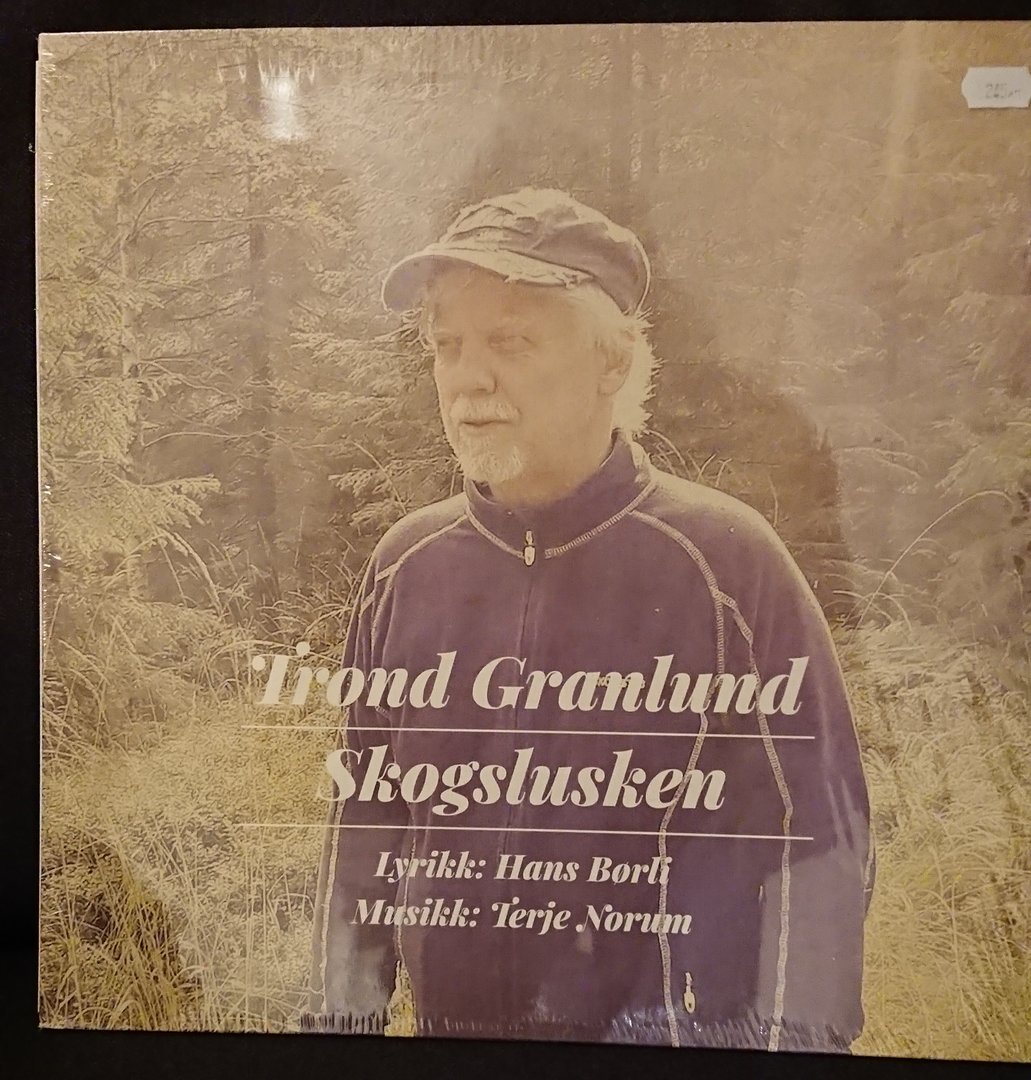 Trond Granlund
Skogslusken
Lyrikk: Hans Børli
Musikk: Terje Norum